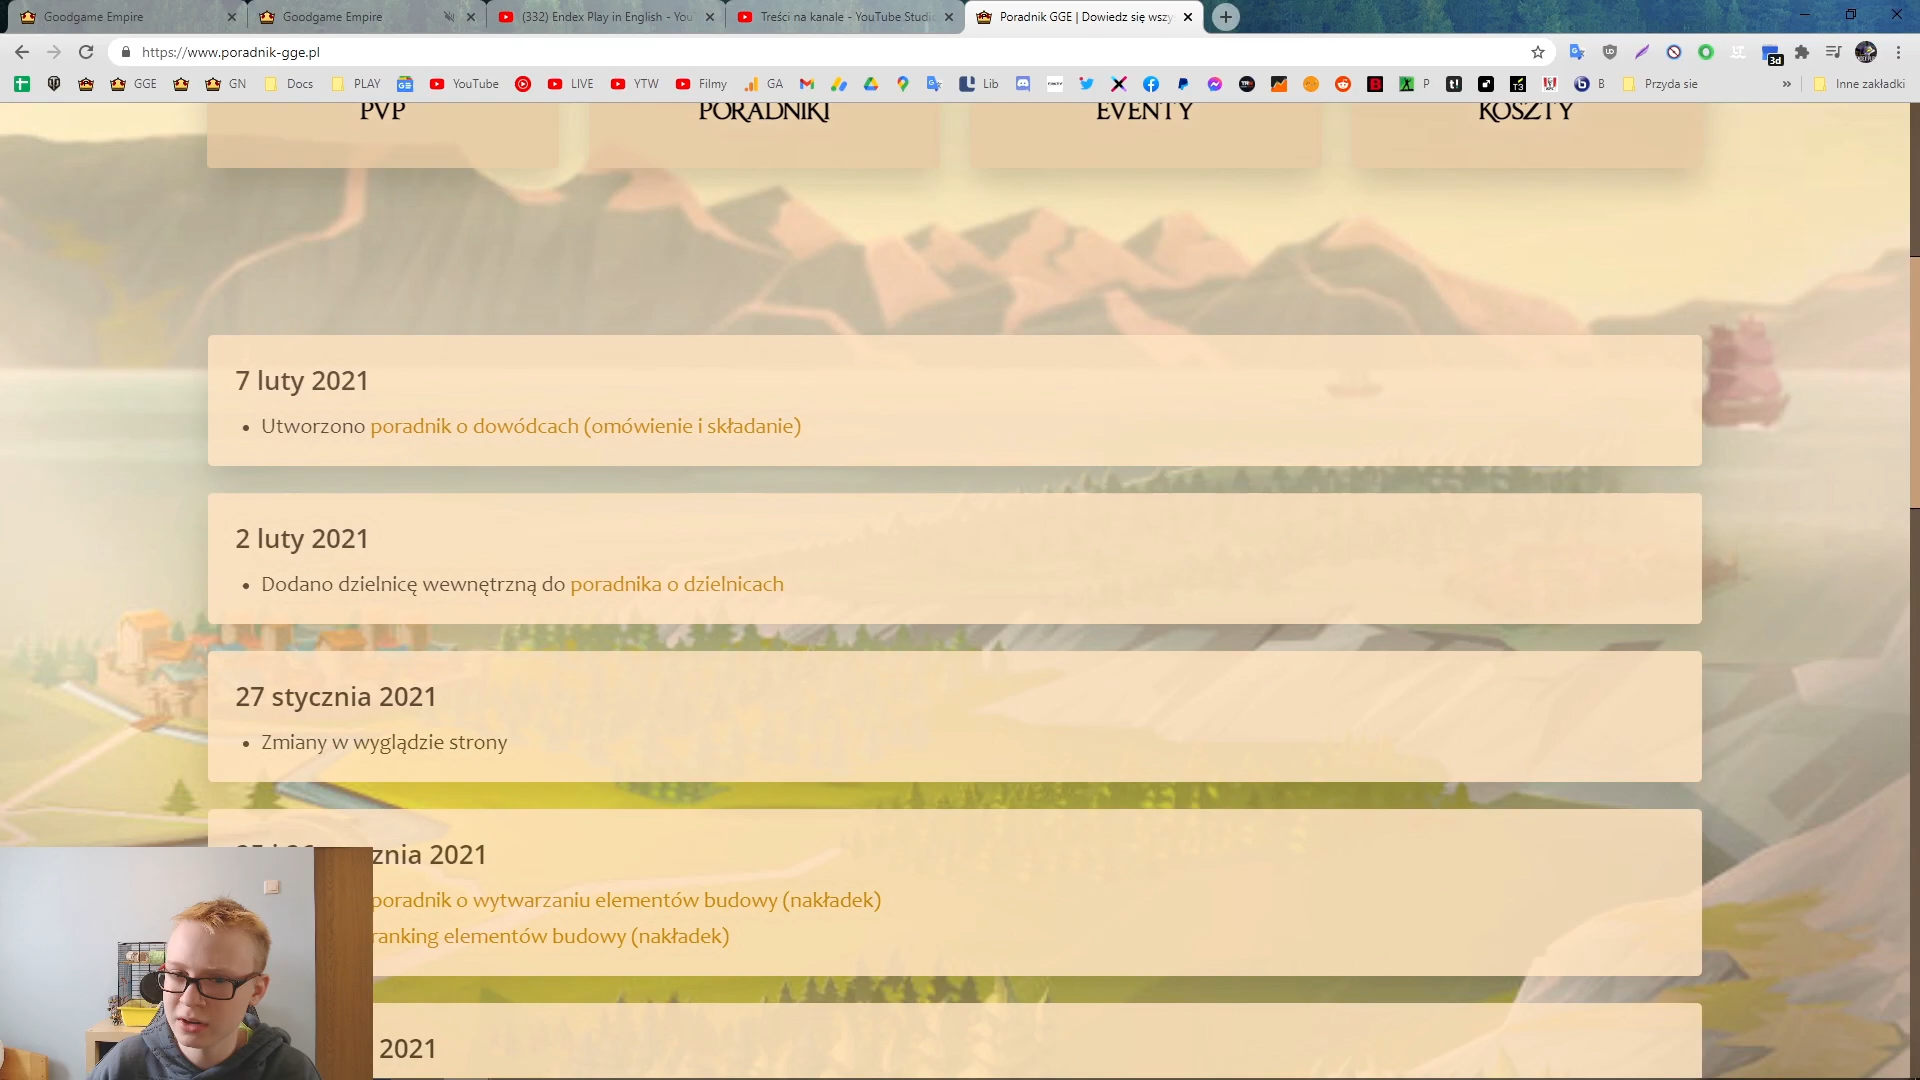 Goodgame Empire
Goodgame Empire
(332) Endex Play in English - You
Treści na kanale - YouTube Studio
Poradnik GGE | Dowiedz się wszy
https://www.poradnik-gge.pl
3d
GGE
GN
Docs
PLAY
YouTube
LIVE
YTW
Filmy
GA
Lib
P
B
Przyda sie
»
Inne zakładki
PVP
PORADNIKI
EVENTY
KOSZTY
7 luty 2021
• Utworzono poradnik o dowódcach (omówienie i składanie)
2 luty 2021
• Dodano dzielnicę wewnętrzną do poradnika o dzielnicach
27 stycznia 2021
• Zmiany w wyglądzie strony
znia 2021
poradnik o wytwarzaniu elementów budowy (nakładek)
ranking elementów budowy (nakładek)
2021